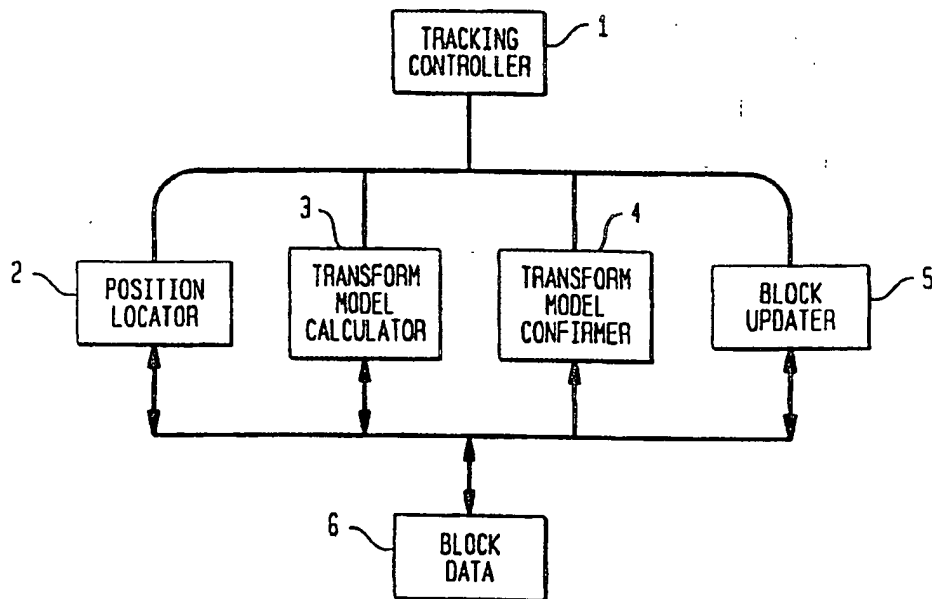 TRACKING
CONTROLLER
1
2
POSITION
LOCATOR
3
TRANSFORM
MODEL
CALCULATOR
4
TRANSFORM
MODEL
CONFIRMER
BLOCK
UPDATER
5
6
BLOCK
DATA